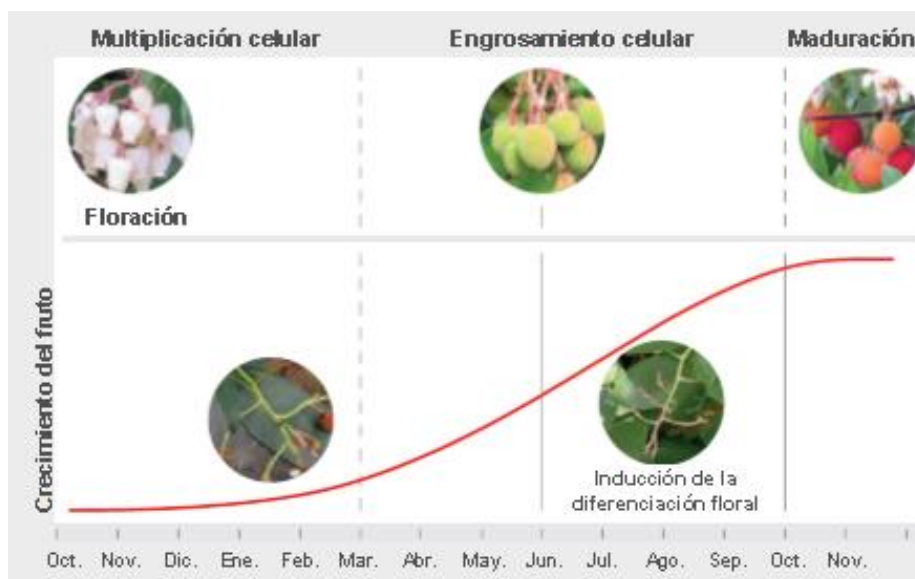 Multiplicación celular Engrosamiento celular Maduración
Floración
Crecimiento del fruto
Inducción de la
diferenciación floral
Oct. Nov. Dic. Ene. Feb. Mar. Abr. May. Jun. Jul. Ago. Sep. Oct. Nov.